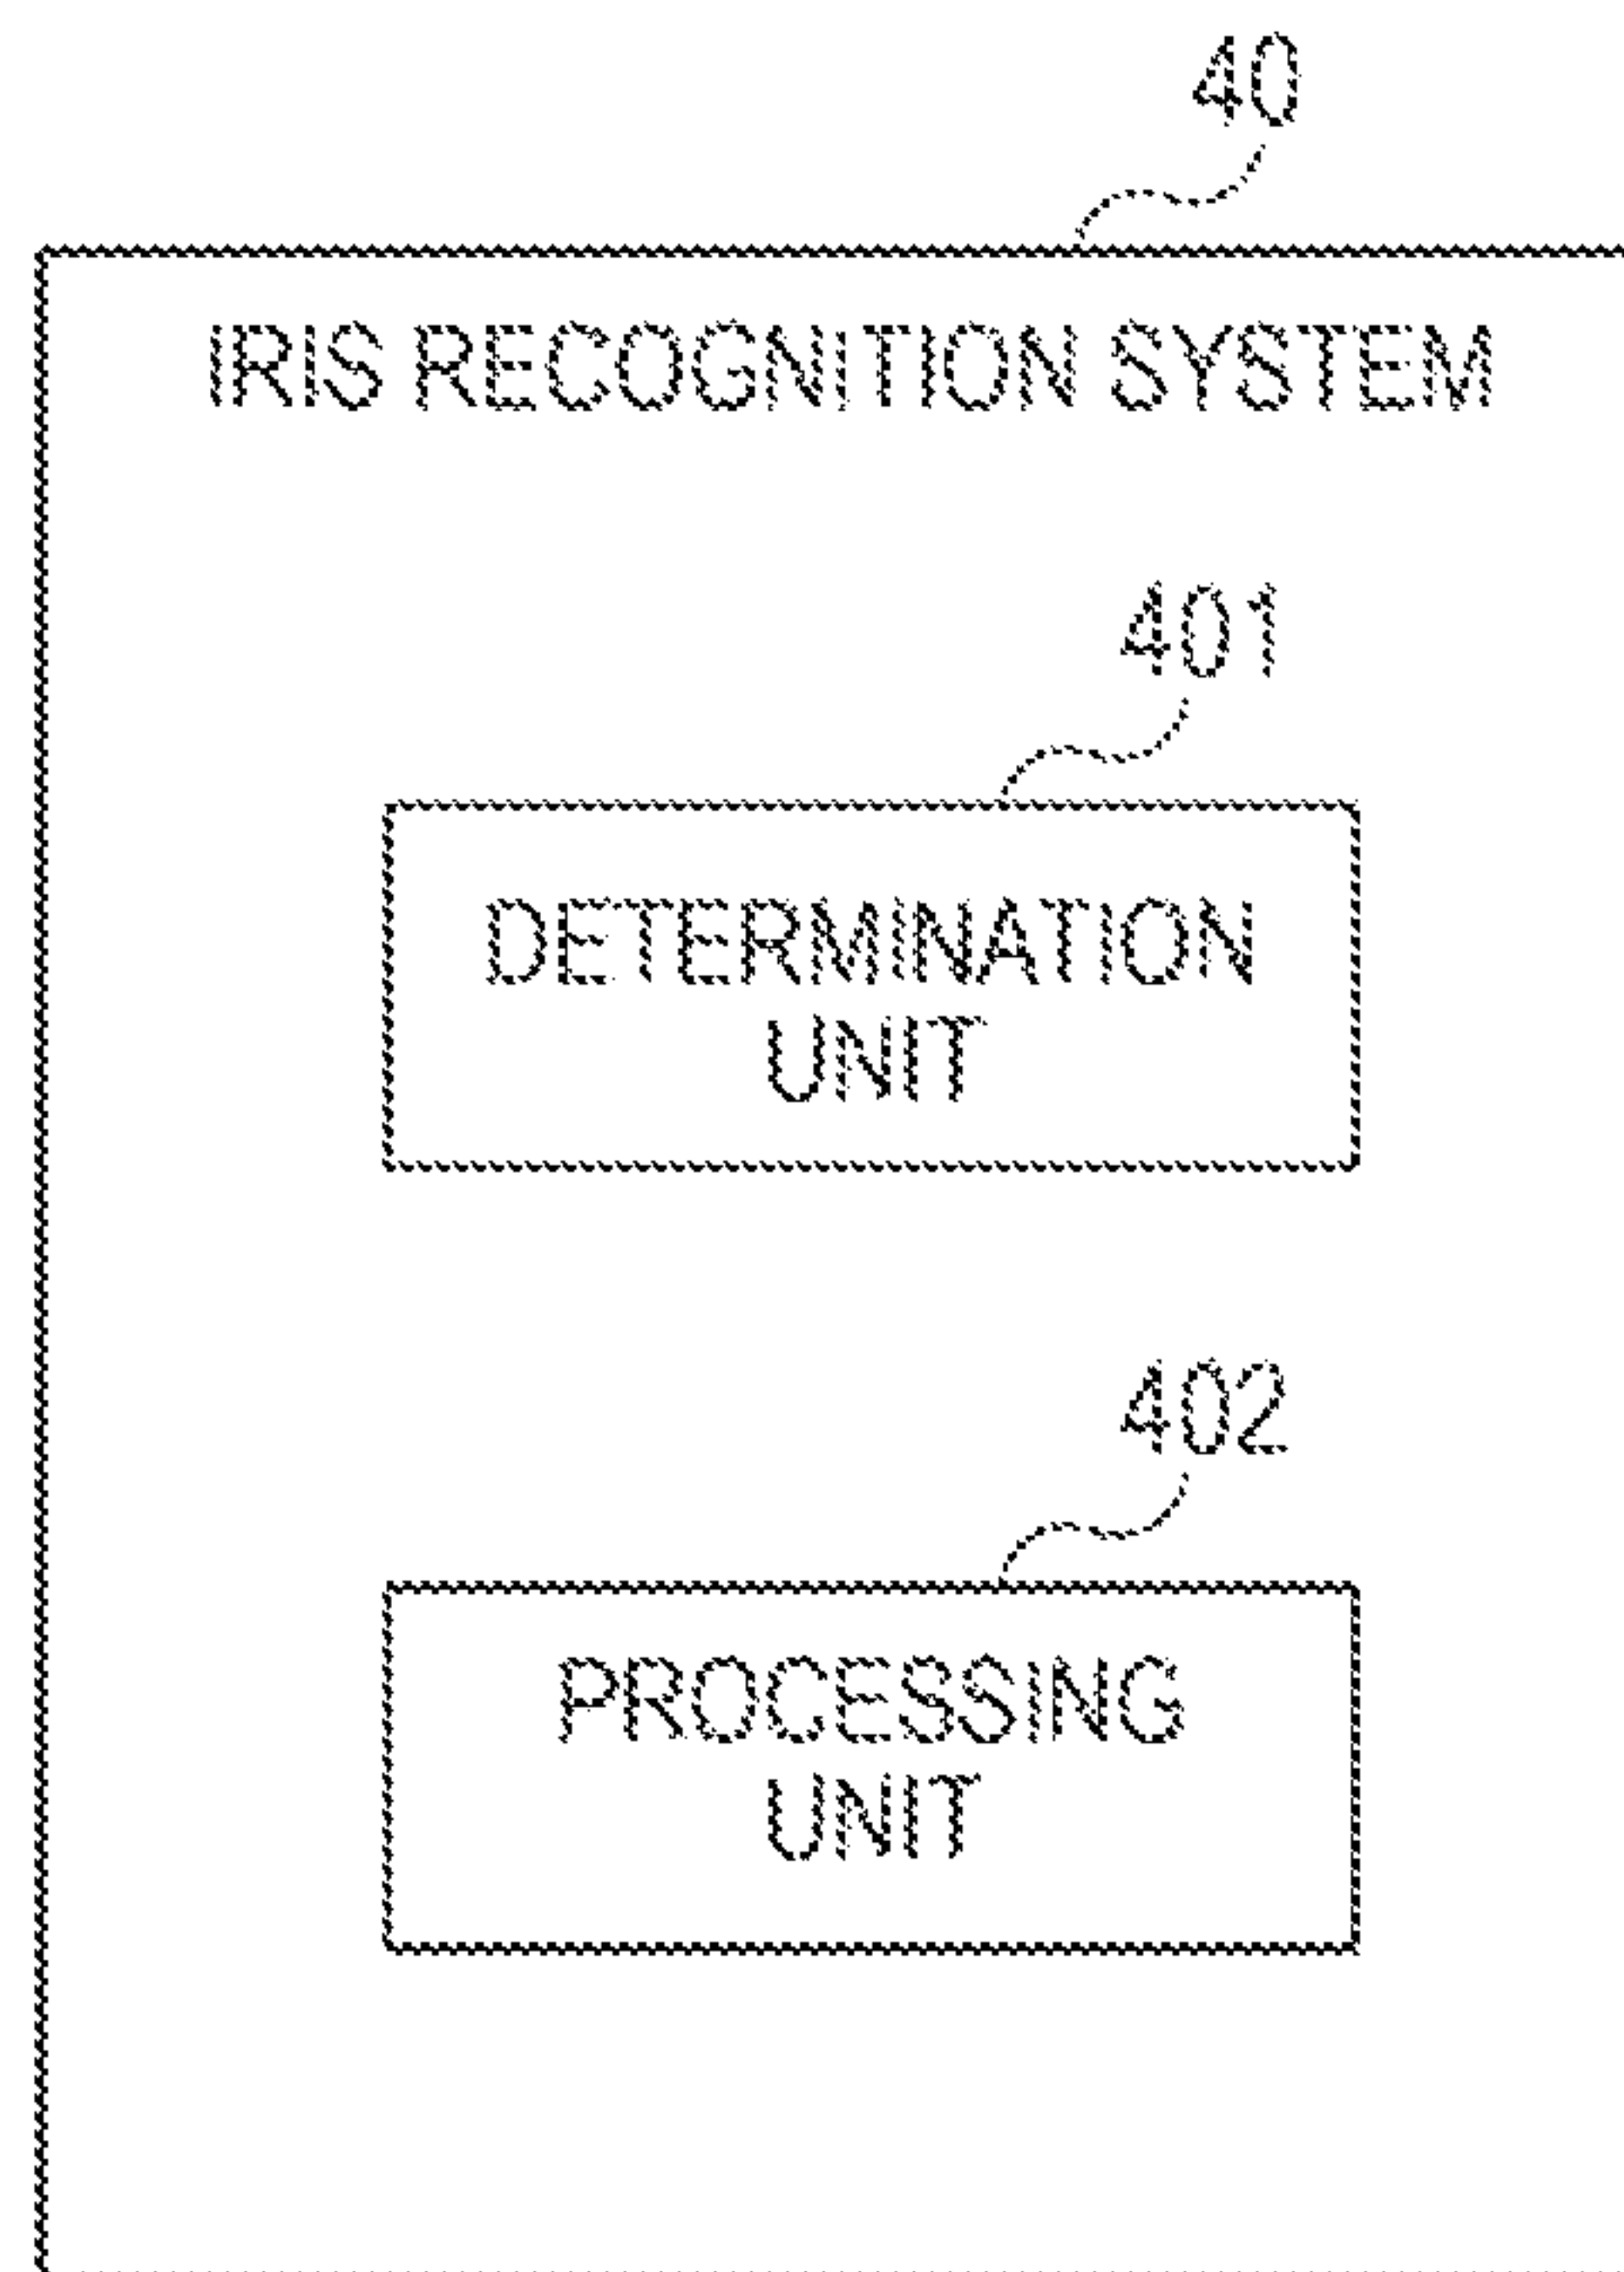 40
IRIS RECOGNITION SYSTEM
401
DETERMINATION
UNIT
402
PROCESSING
UNIT